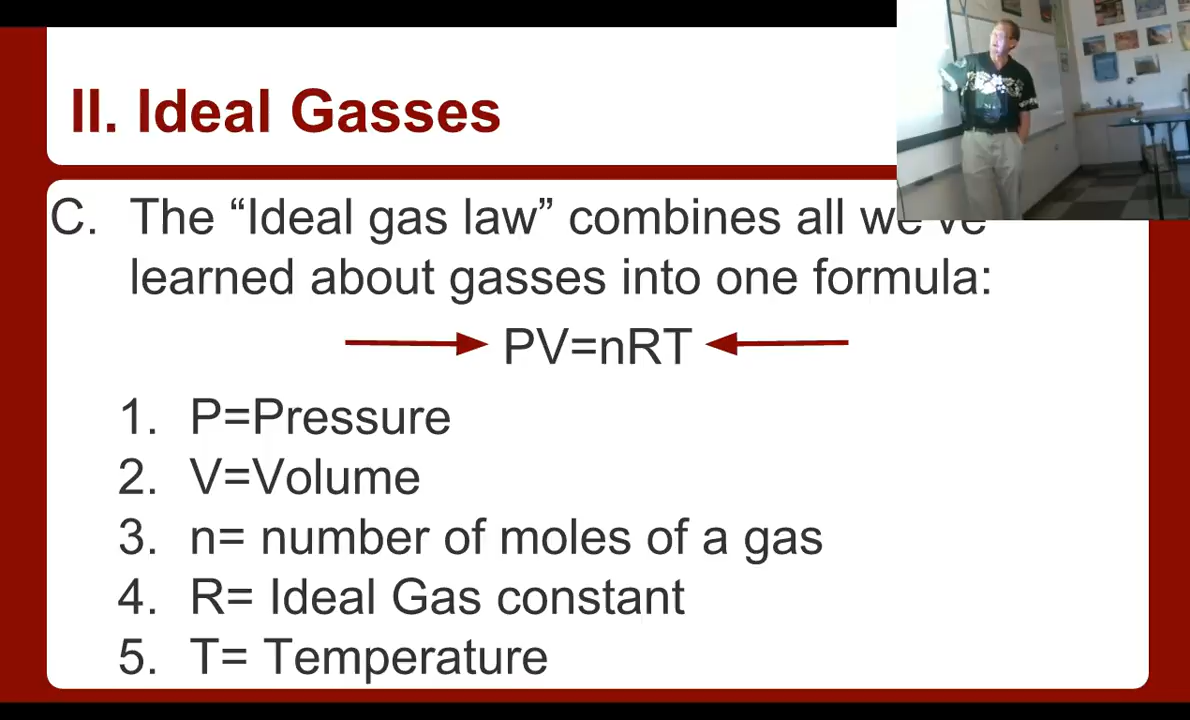 II. Ideal Gasses
C. The “Ideal gas law” combines all we’ve
learned about gasses into one formula:
PV=nRT
1. P=Pressure
2. V=Volume
3. n= number of moles of a gas
4. R= Ideal Gas constant
5. T= Temperature